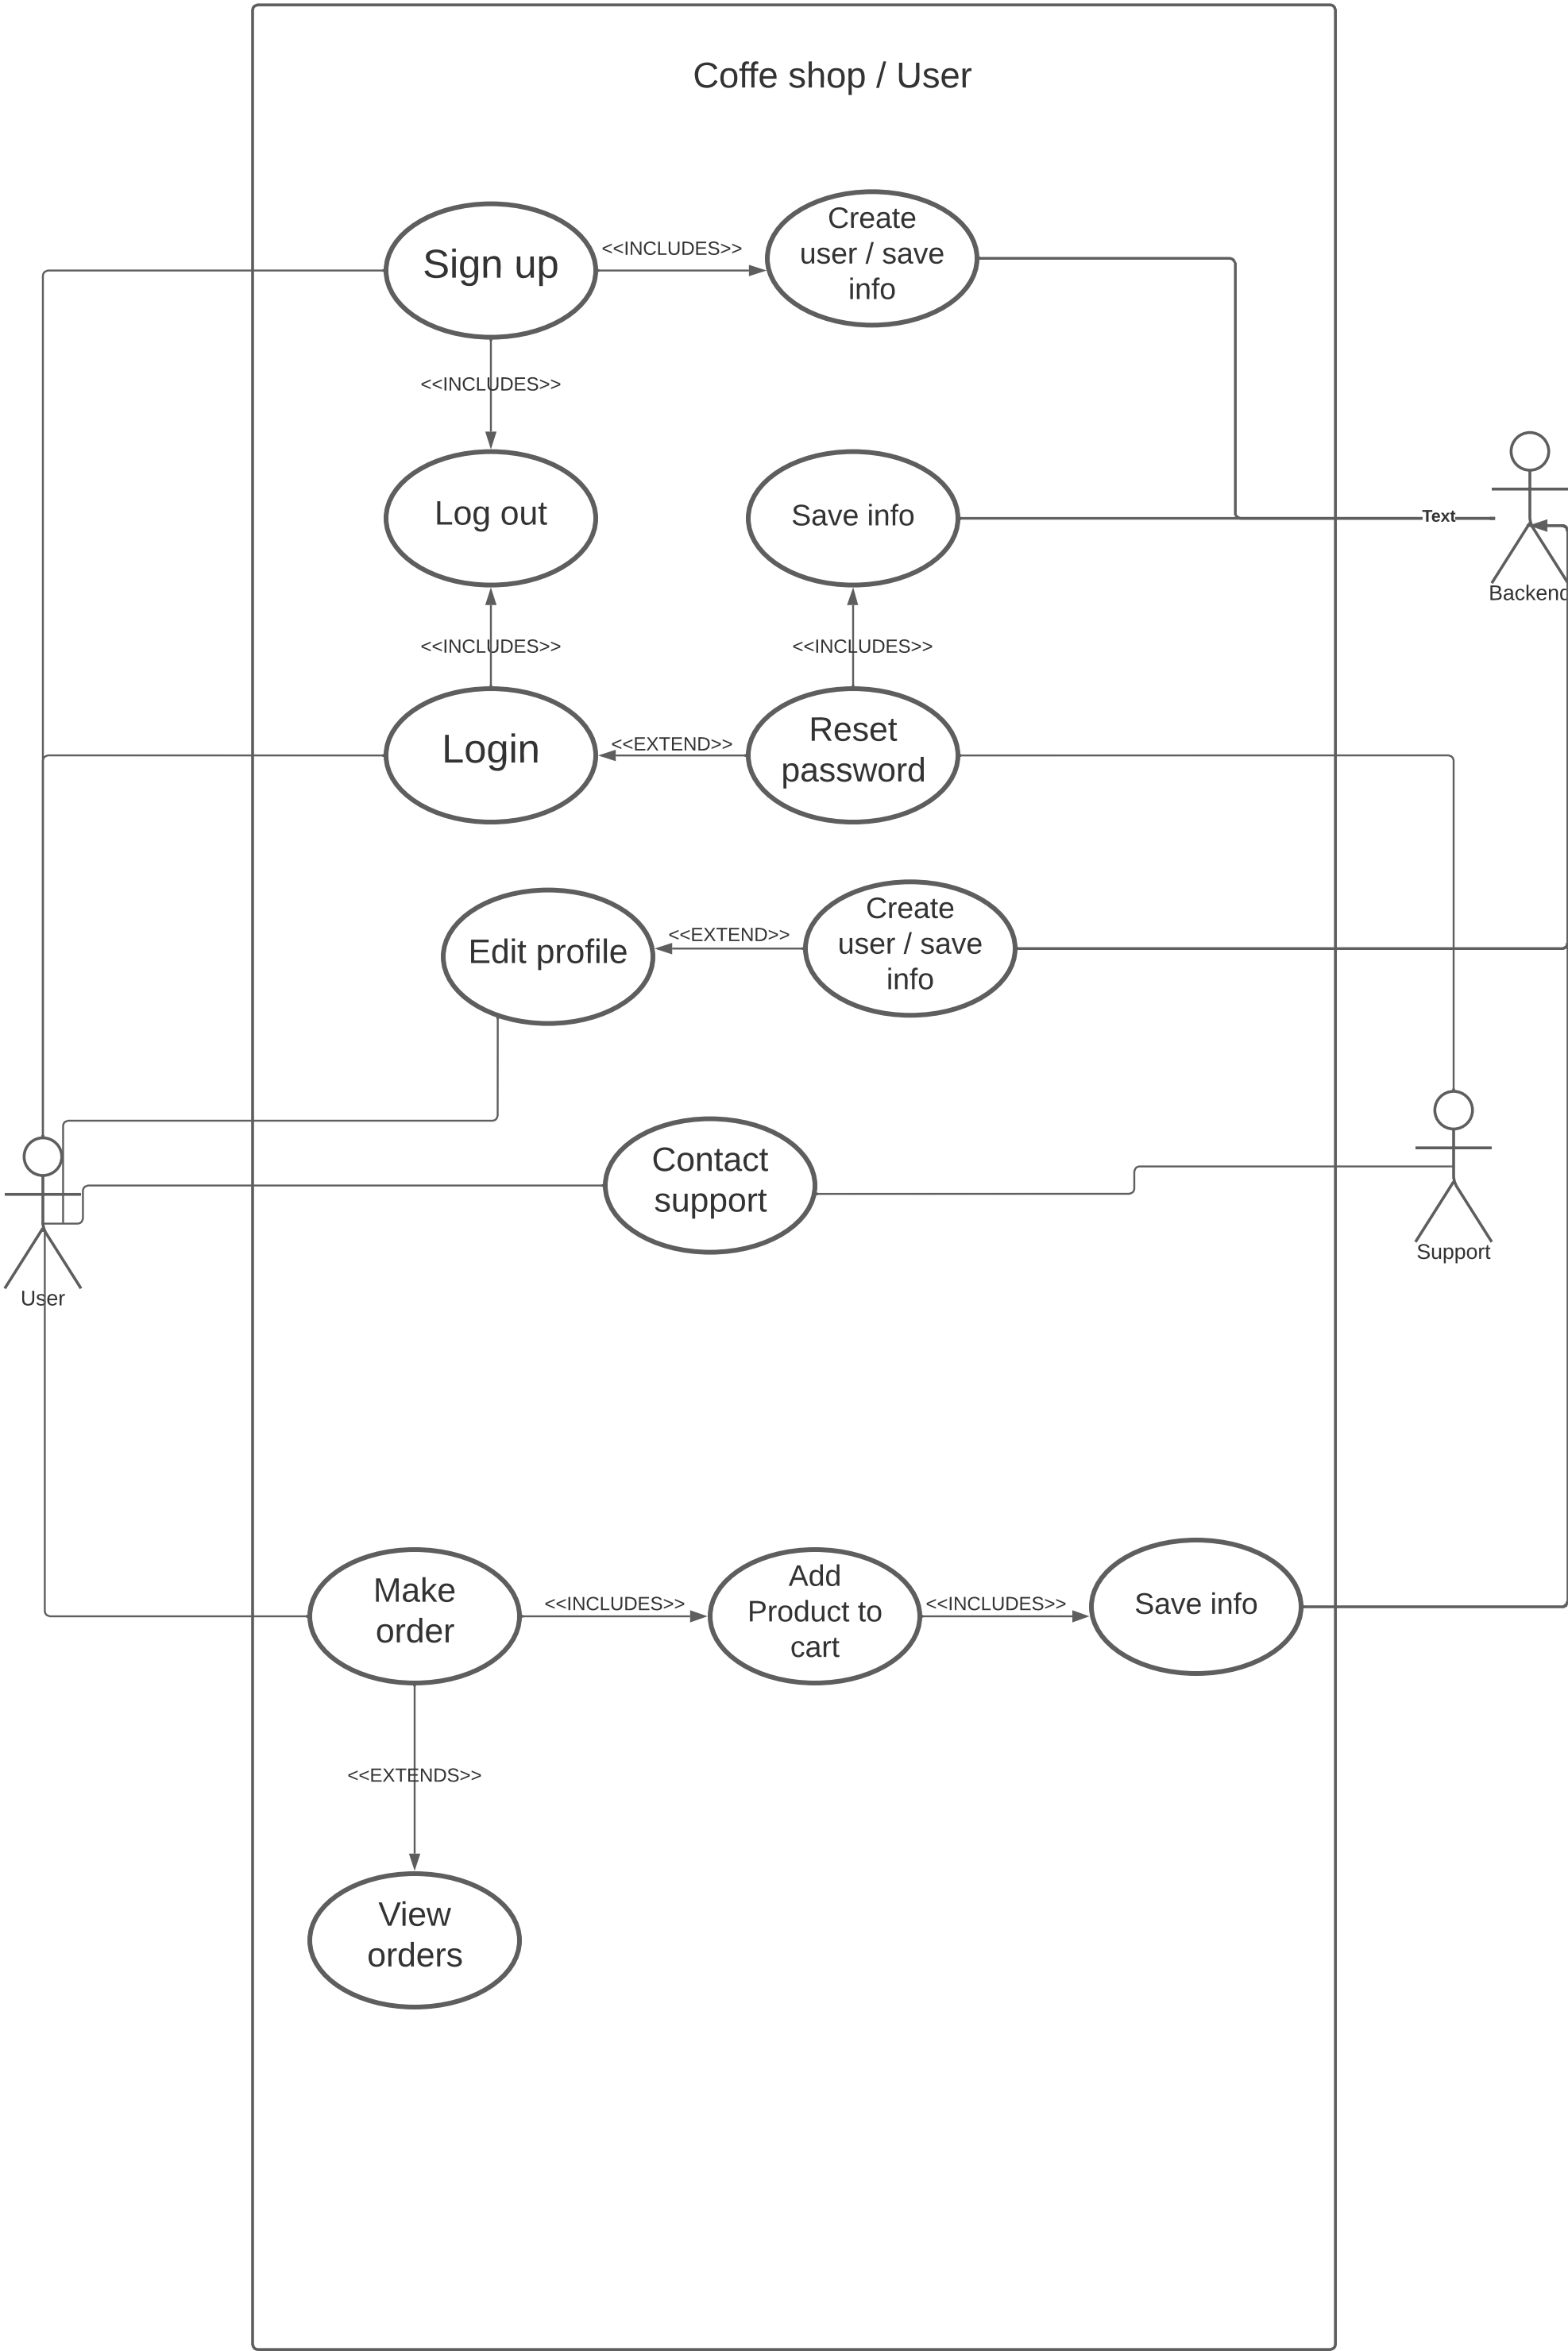 Coffe shop / User
Sign up
<<INCLUDES>>
Create
user / save
info
<<INCLUDES>>
Log out
Save info
Text
Backend
<<INCLUDES>>
<<INCLUDES>>
Login
<<EXTEND>>
Reset
password
Edit profile
<<EXTEND>>
Create
user / save
info
Contact
support
Support
User
Make
order
<<INCLUDES>>
Add
Product to
cart
<<INCLUDES>>
Save info
<<EXTENDS>>
View
orders